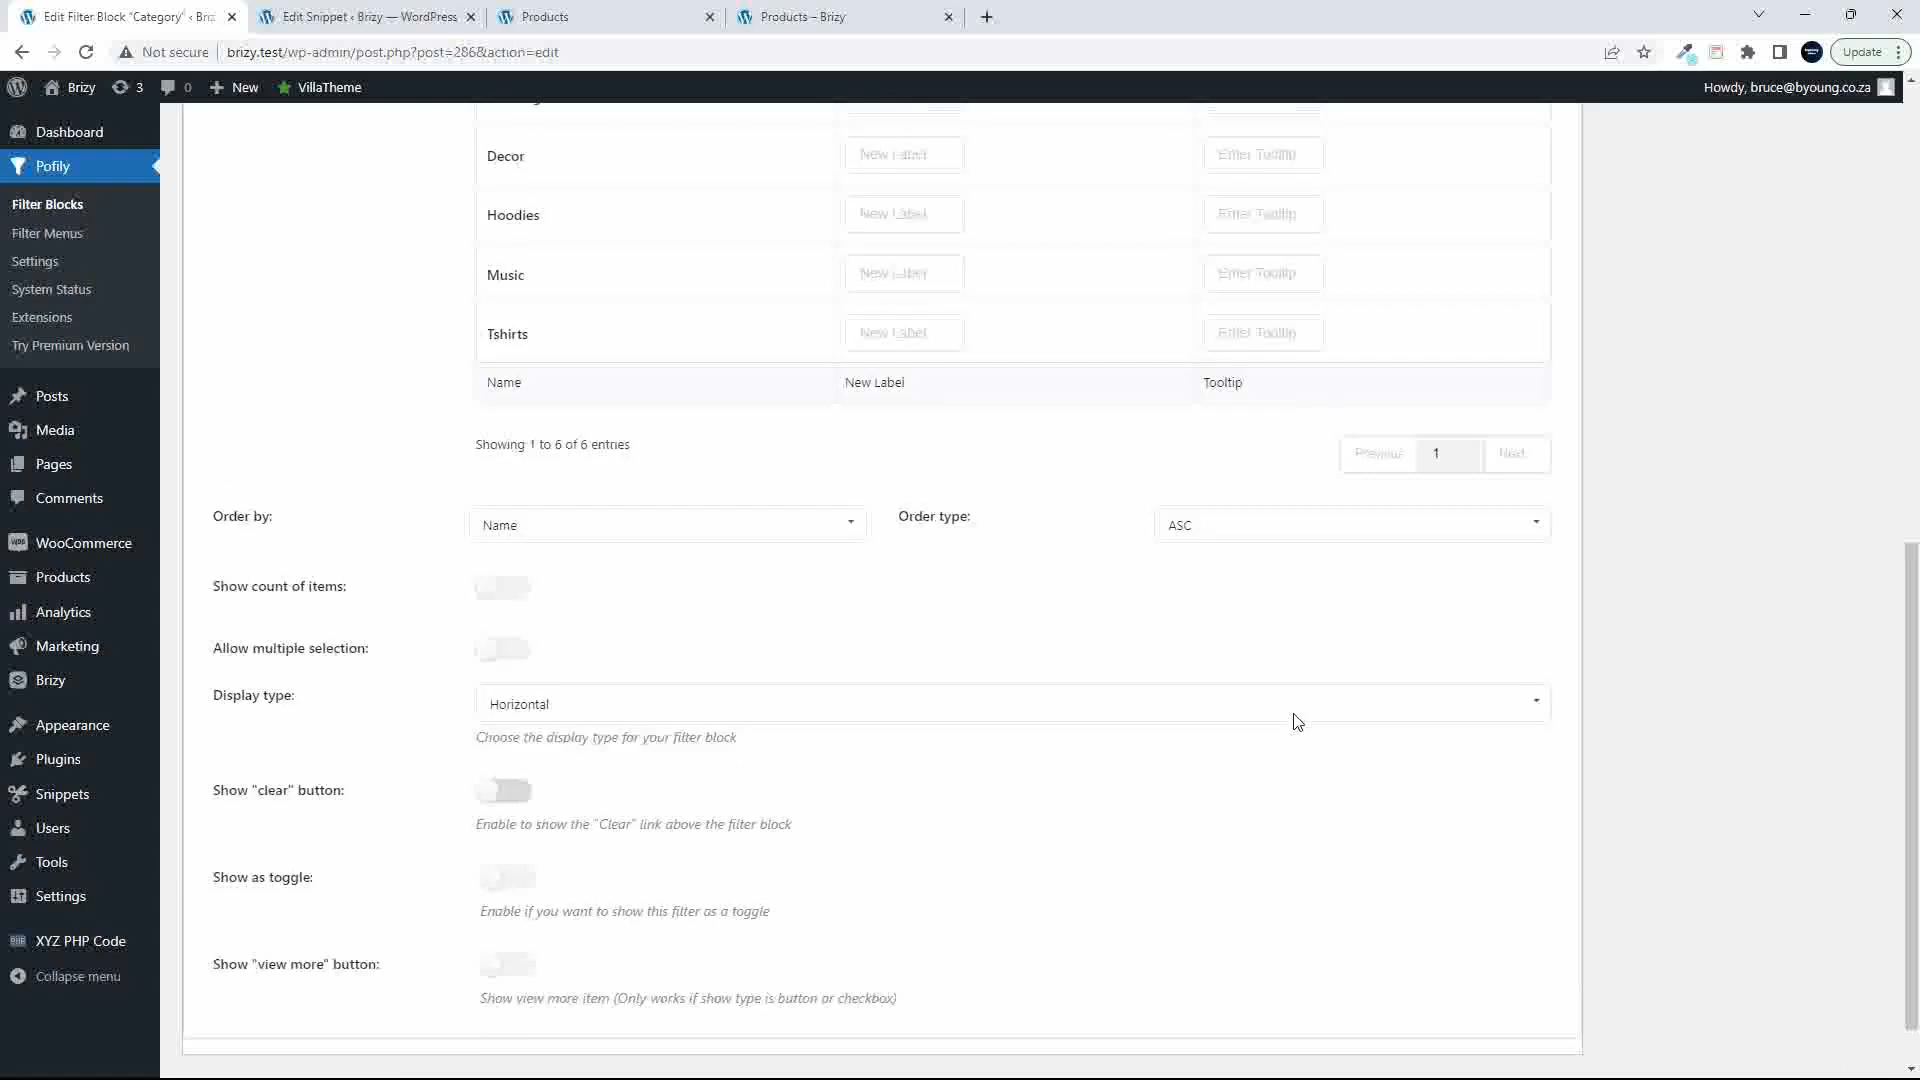 Edit Filter Block "Category" ‹ Briz
Edit Snippet ‹ Brizy — WordPress
Products
Products – Brizy
Not secure
brizy.test/wp-admin/post.php?post=286&action=edit
Update
Brizy
3
0
New
VillaTheme
Howdy, bruce@byoung.co.za
Dashboard
Pofily
Filter Blocks
Filter Menus
Settings
System Status
Extensions
Try Premium Version
Posts
Media
Pages
Comments
WooCommerce
Products
Analytics
Marketing
Brizy
Appearance
Plugins
Snippets
Users
Tools
Settings
XYZ PHP Code
Collapse menu
Decor
New Label
Enter Tooltip
Hoodies
New Label
Enter Tooltip
Music
New Label
Enter Tooltip
Tshirts
New Label
Enter Tooltip
Name
New Label
Tooltip
Showing 1 to 6 of 6 entries
Previous
1
Next
Order by:
Name
Order type:
ASC
Show count of items:
Allow multiple selection:
Display type:
Horizontal
Choose the display type for your filter block
Show "clear" button:
Enable to show the "Clear" link above the filter block
Show as toggle:
Enable if you want to show this filter as a toggle
Show "view more" button:
Show view more item (Only works if show type is button or checkbox)